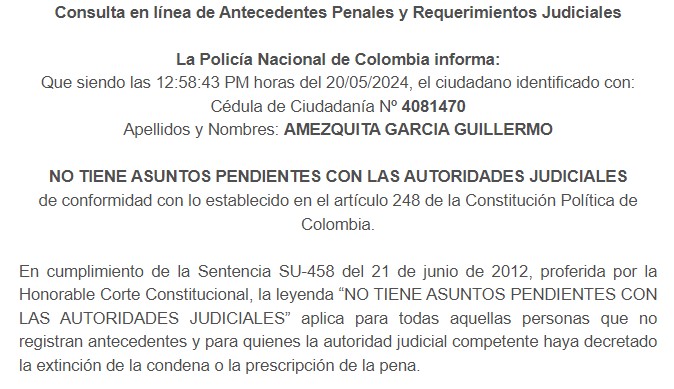 Consulta en línea de Antecedentes Penales y Requerimientos Judiciales
La Policía Nacional de Colombia informa:
Que siendo las 12:58:43 PM horas del 20/05/2024, el ciudadano identificado con:
Cédula de Ciudadanía Nº 4081470
Apellidos y Nombres: AMEZQUITA GARCIA GUILLERMO
NO TIENE ASUNTOS PENDIENTES CON LAS AUTORIDADES JUDICIALES
de conformidad con lo establecido en el artículo 248 de la Constitución Política de
Colombia.
En cumplimiento de la Sentencia SU-458 del 21 de junio de 2012, proferida por la
Honorable Corte Constitucional, la leyenda “NO TIENE ASUNTOS PENDIENTES CON
LAS AUTORIDADES JUDICIALES” aplica para todas aquellas personas que no
registran antecedentes y para quienes la autoridad judicial competente haya decretado
la extinción de la condena o la prescripción de la pena.